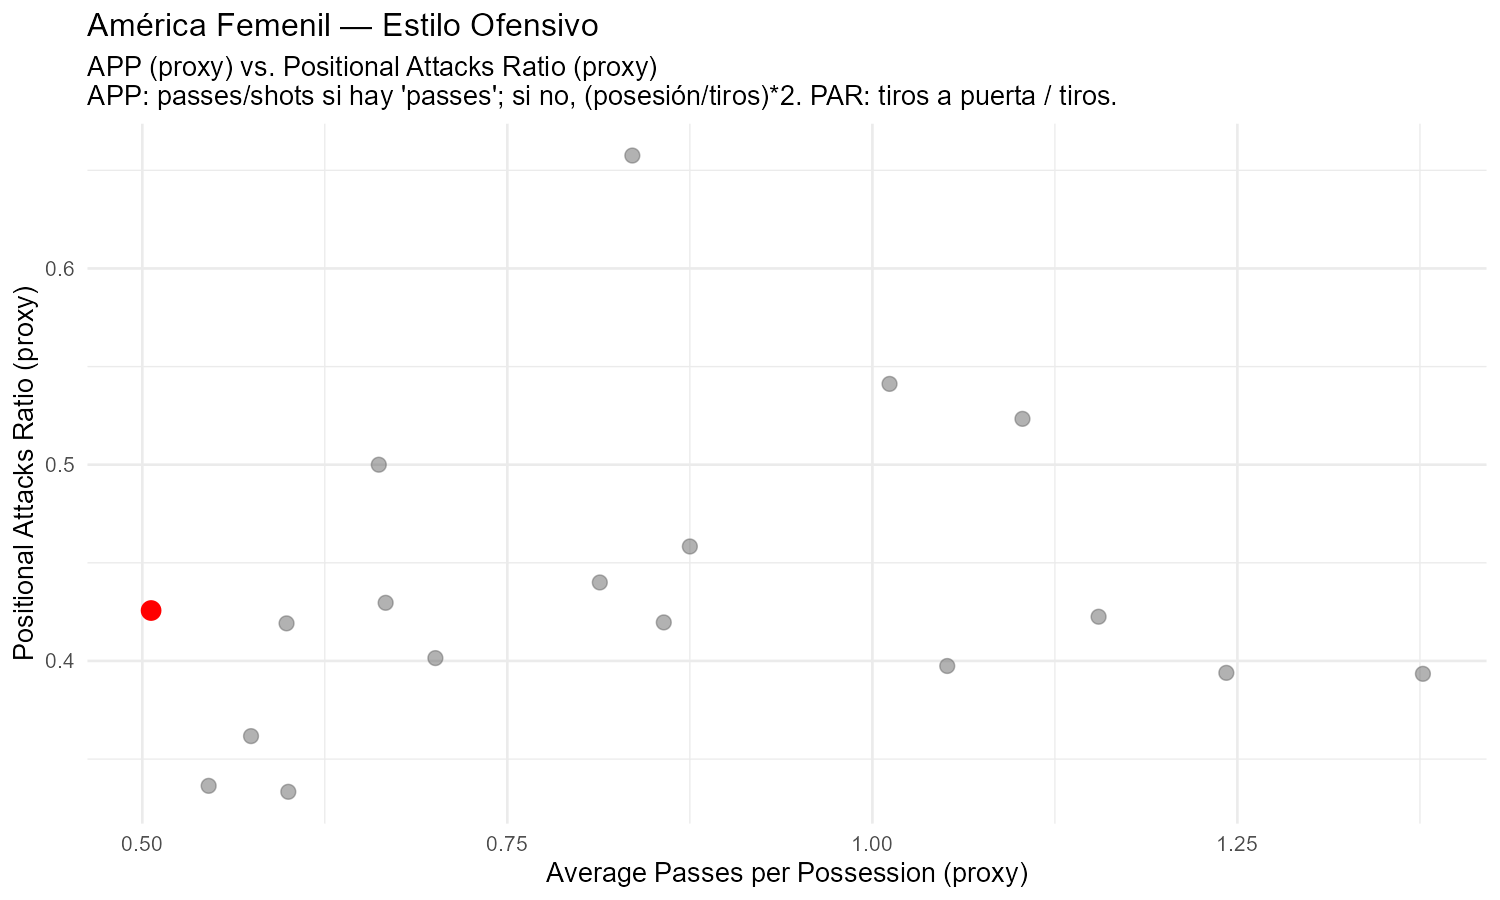 América Femenil — Estilo Ofensivo
APP (proxy) vs. Positional Attacks Ratio (proxy)
APP: passes/shots si hay 'passes'; si no, (posesión/tiros)*2. PAR: tiros a puerta / tiros.
Positional Attacks Ratio (proxy)
0.6
0.5
0.4
0.50
0.75
1.00
1.25
Average Passes per Possession (proxy)